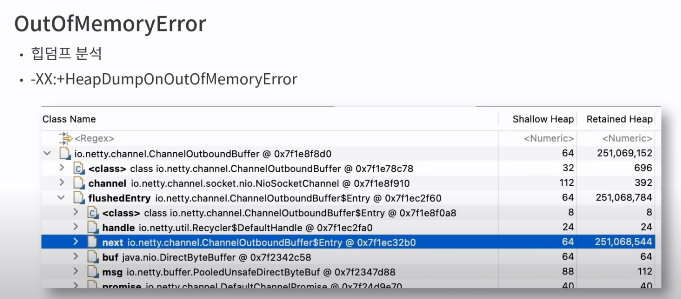 OutOfMemoryError
• 힙덤프 분석
• -XX:+HeapDumpOnOutOfMemoryError
Class Name Shallow Heap Retained Heap
<Regex> <Numeric> <Numeric>
io.netty.channel.ChannelOutboundBuffer @ 0x7f1e8f8d0 64 251,069,152
<class> class io.netty.channel.ChannelOutboundBuffer @ 0x7f1e78c78 32 696
channel io.netty.channel.socket.nio.NioSocketChannel @ 0x7f1e8f910 112 392
flushedEntry io.netty.channel.ChannelOutboundBuffer$Entry @ 0x7f1ec2f60 64 251,068,784
<class> class io.netty.channel.ChannelOutboundBuffer$Entry @ 0x7f1e8f0a8 8 8
handle io.netty.util.Recycler$DefaultHandle @ 0x7f1ec2fa0 24 24
next io.netty.channel.ChannelOutboundBuffer$Entry @ 0x7f1ec32b0 64 251,068,544
buf java.nio.DirectByteBuffer @ 0x7f2342c58 64 64
msg io.netty.buffer.PooledUnsafeDirectByteBuf @ 0x7f2347d88 88 112
promise io.netty.channel.DefaultChannelPromise @ 0x7f24d9e70 40 40